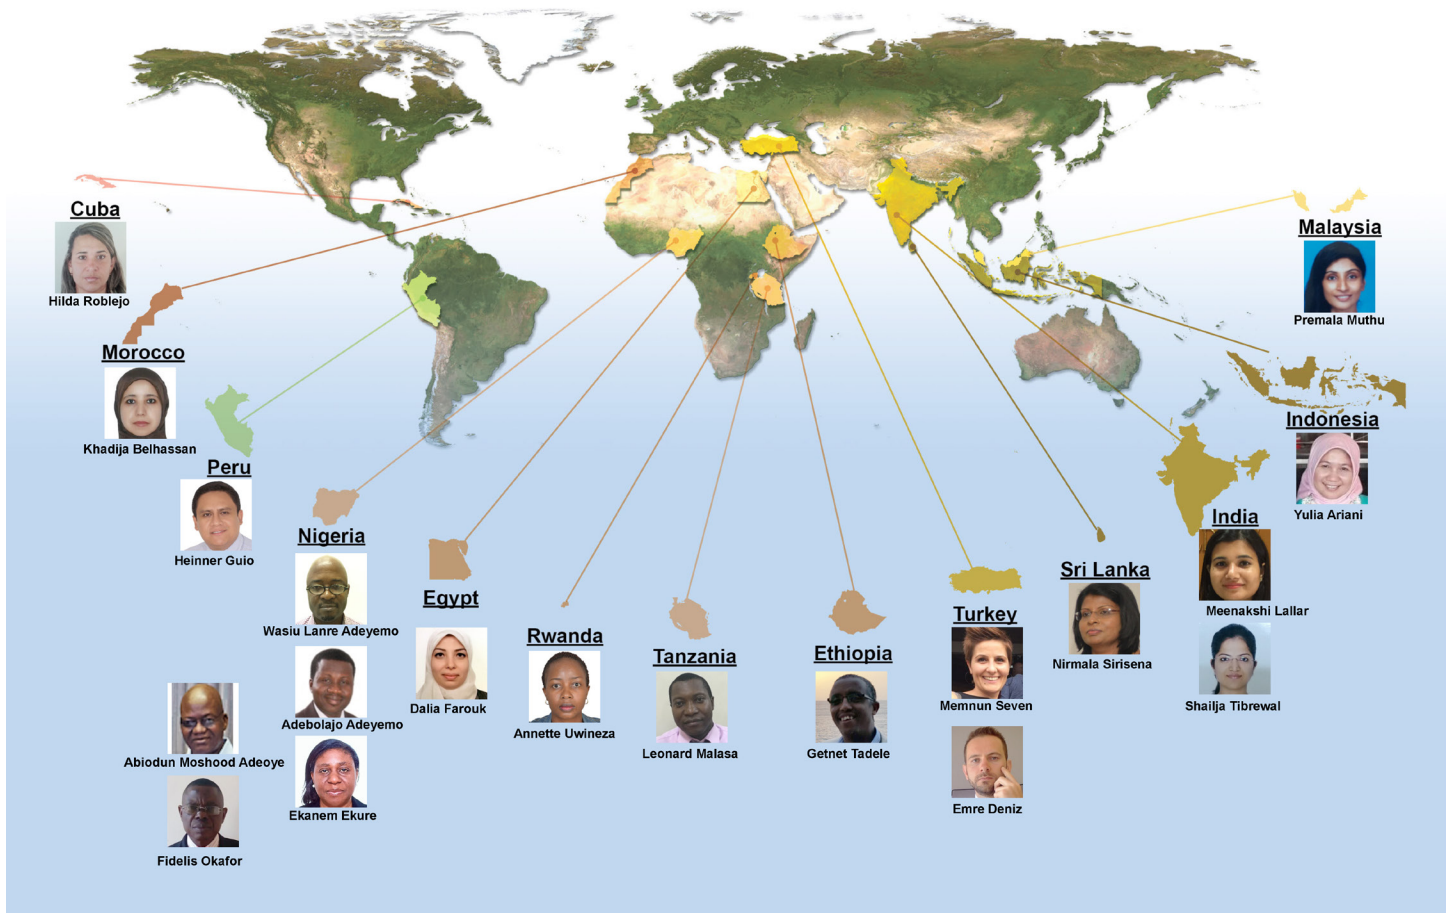 Cuba
Hilda Roblejo
Morocco
Khadija Belhassan
Peru
Heinner Guio
Nigeria
Wasiu Lanre Adeyemo
Adebolajo Adeyemo
Abiodun Moshood Adeoye
Ekanem Ekure
Fidelis Okafor
Egypt
Dalia Farouk
Rwanda
Annette Uwineza
Tanzania
Leonard Malasa
Ethiopia
Getnet Tadele
Turkey
Memnun Seven
Emre Deniz
Sri Lanka
Nirmala Sirisena
India
Meenakshi Lallar
Shailja Tibrewal
Indonesia
Yulia Ariani
Malaysia
Premala Muthu